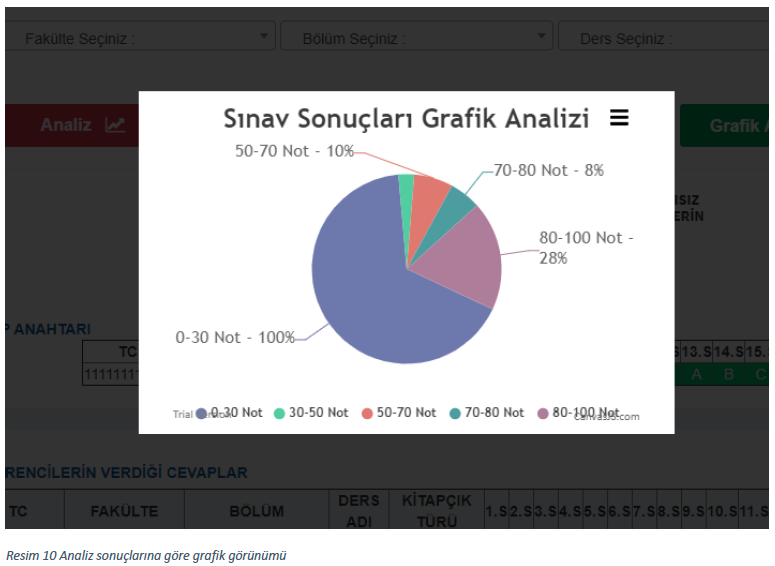 Fakülte Seçiniz :
Bölüm Seçiniz :
Ders Seçiniz :
Analiz
Grafik A
Sınav Sonuçları Grafik Analizi
50-70 Not - 10%
70-80 Not - 8%
80-100 Not -
28%
0-30 Not - 100%
0-30 Not
30-50 Not
50-70 Not
70-80 Not
80-100 Not
Trial Version
CanvasJS.com
ISIZ
ERİN
P ANAHTARI
TC
11111111
13.S
14.S
15.
A
B
C
RENCİLERİN VERDİĞİ CEVAPLAR
TC
FAKÜLTE
BÖLÜM
DERS
ADI
KİTAPÇIK
TÜRÜ
1.S
2.S
3.S
4.S
5.S
6.S
7.S
8.S
9.S
10.S
11.S
Resim 10 Analiz sonuçlarına göre grafik görünümü